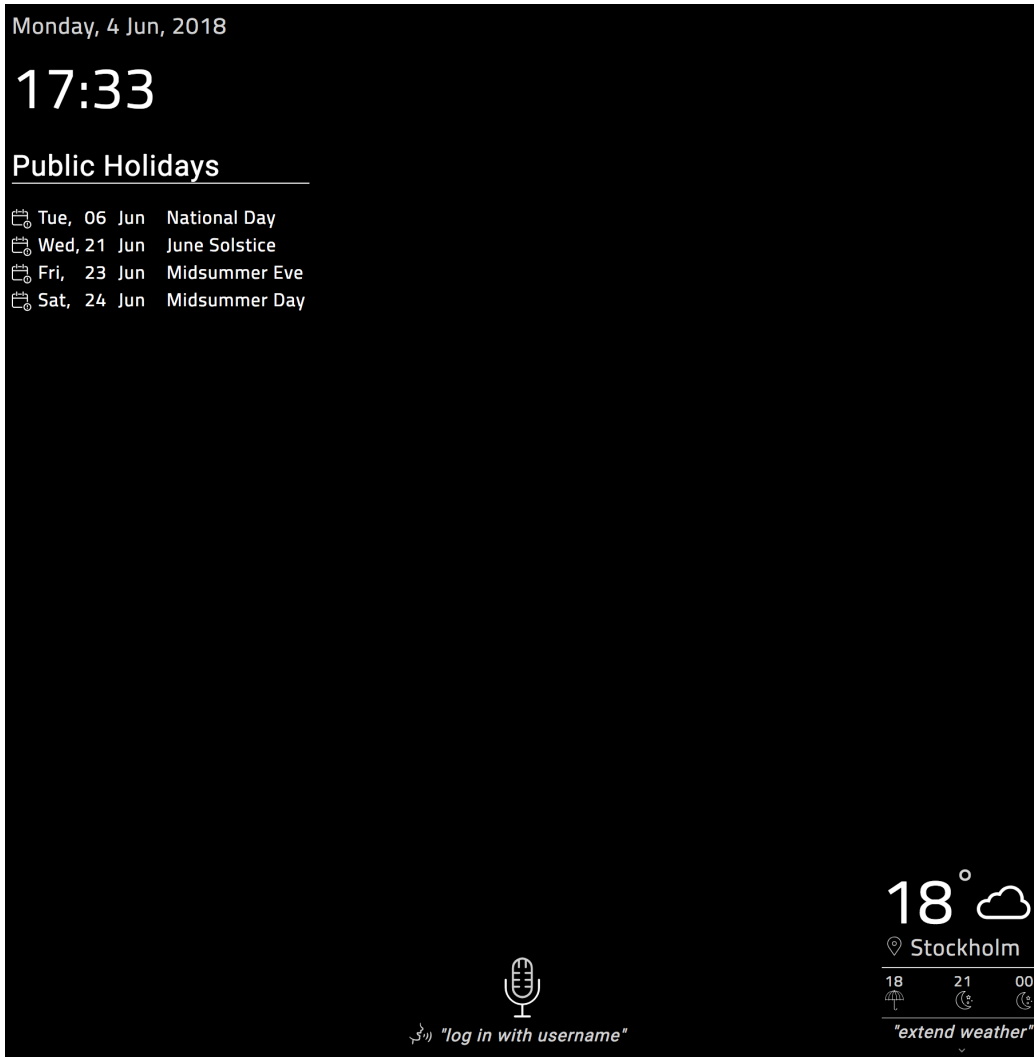 Monday, 4 Jun, 2018
17:33
Public Holidays
Tue, 06 Jun National Day
Wed, 21 Jun June Solstice
Fri, 23 Jun Midsummer Eve
Sat, 24 Jun Midsummer Day
18°
Stockholm
18 21 00
"extend weather"
"log in with username"